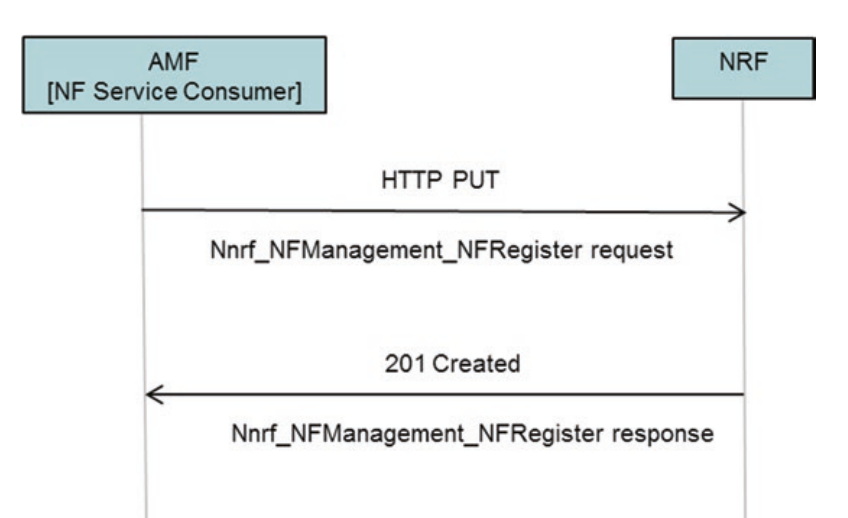 AMF
[NF Service Consumer]
NRF
HTTP PUT
Nnrf_NFManagement_NFRegister request
201 Created
Nnrf_NFManagement_NFRegister response